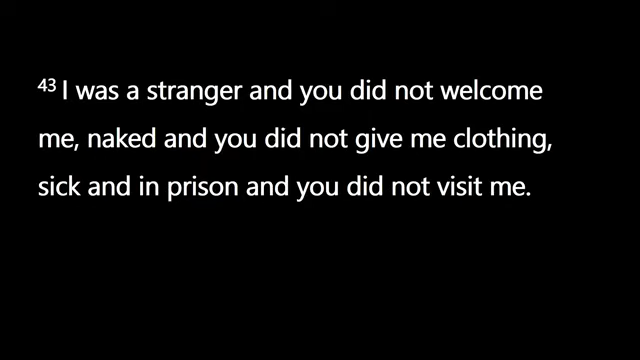 43 I was a stranger and you did not welcome
me, naked and you did not give me clothing,
sick and in prison and you did not visit me.